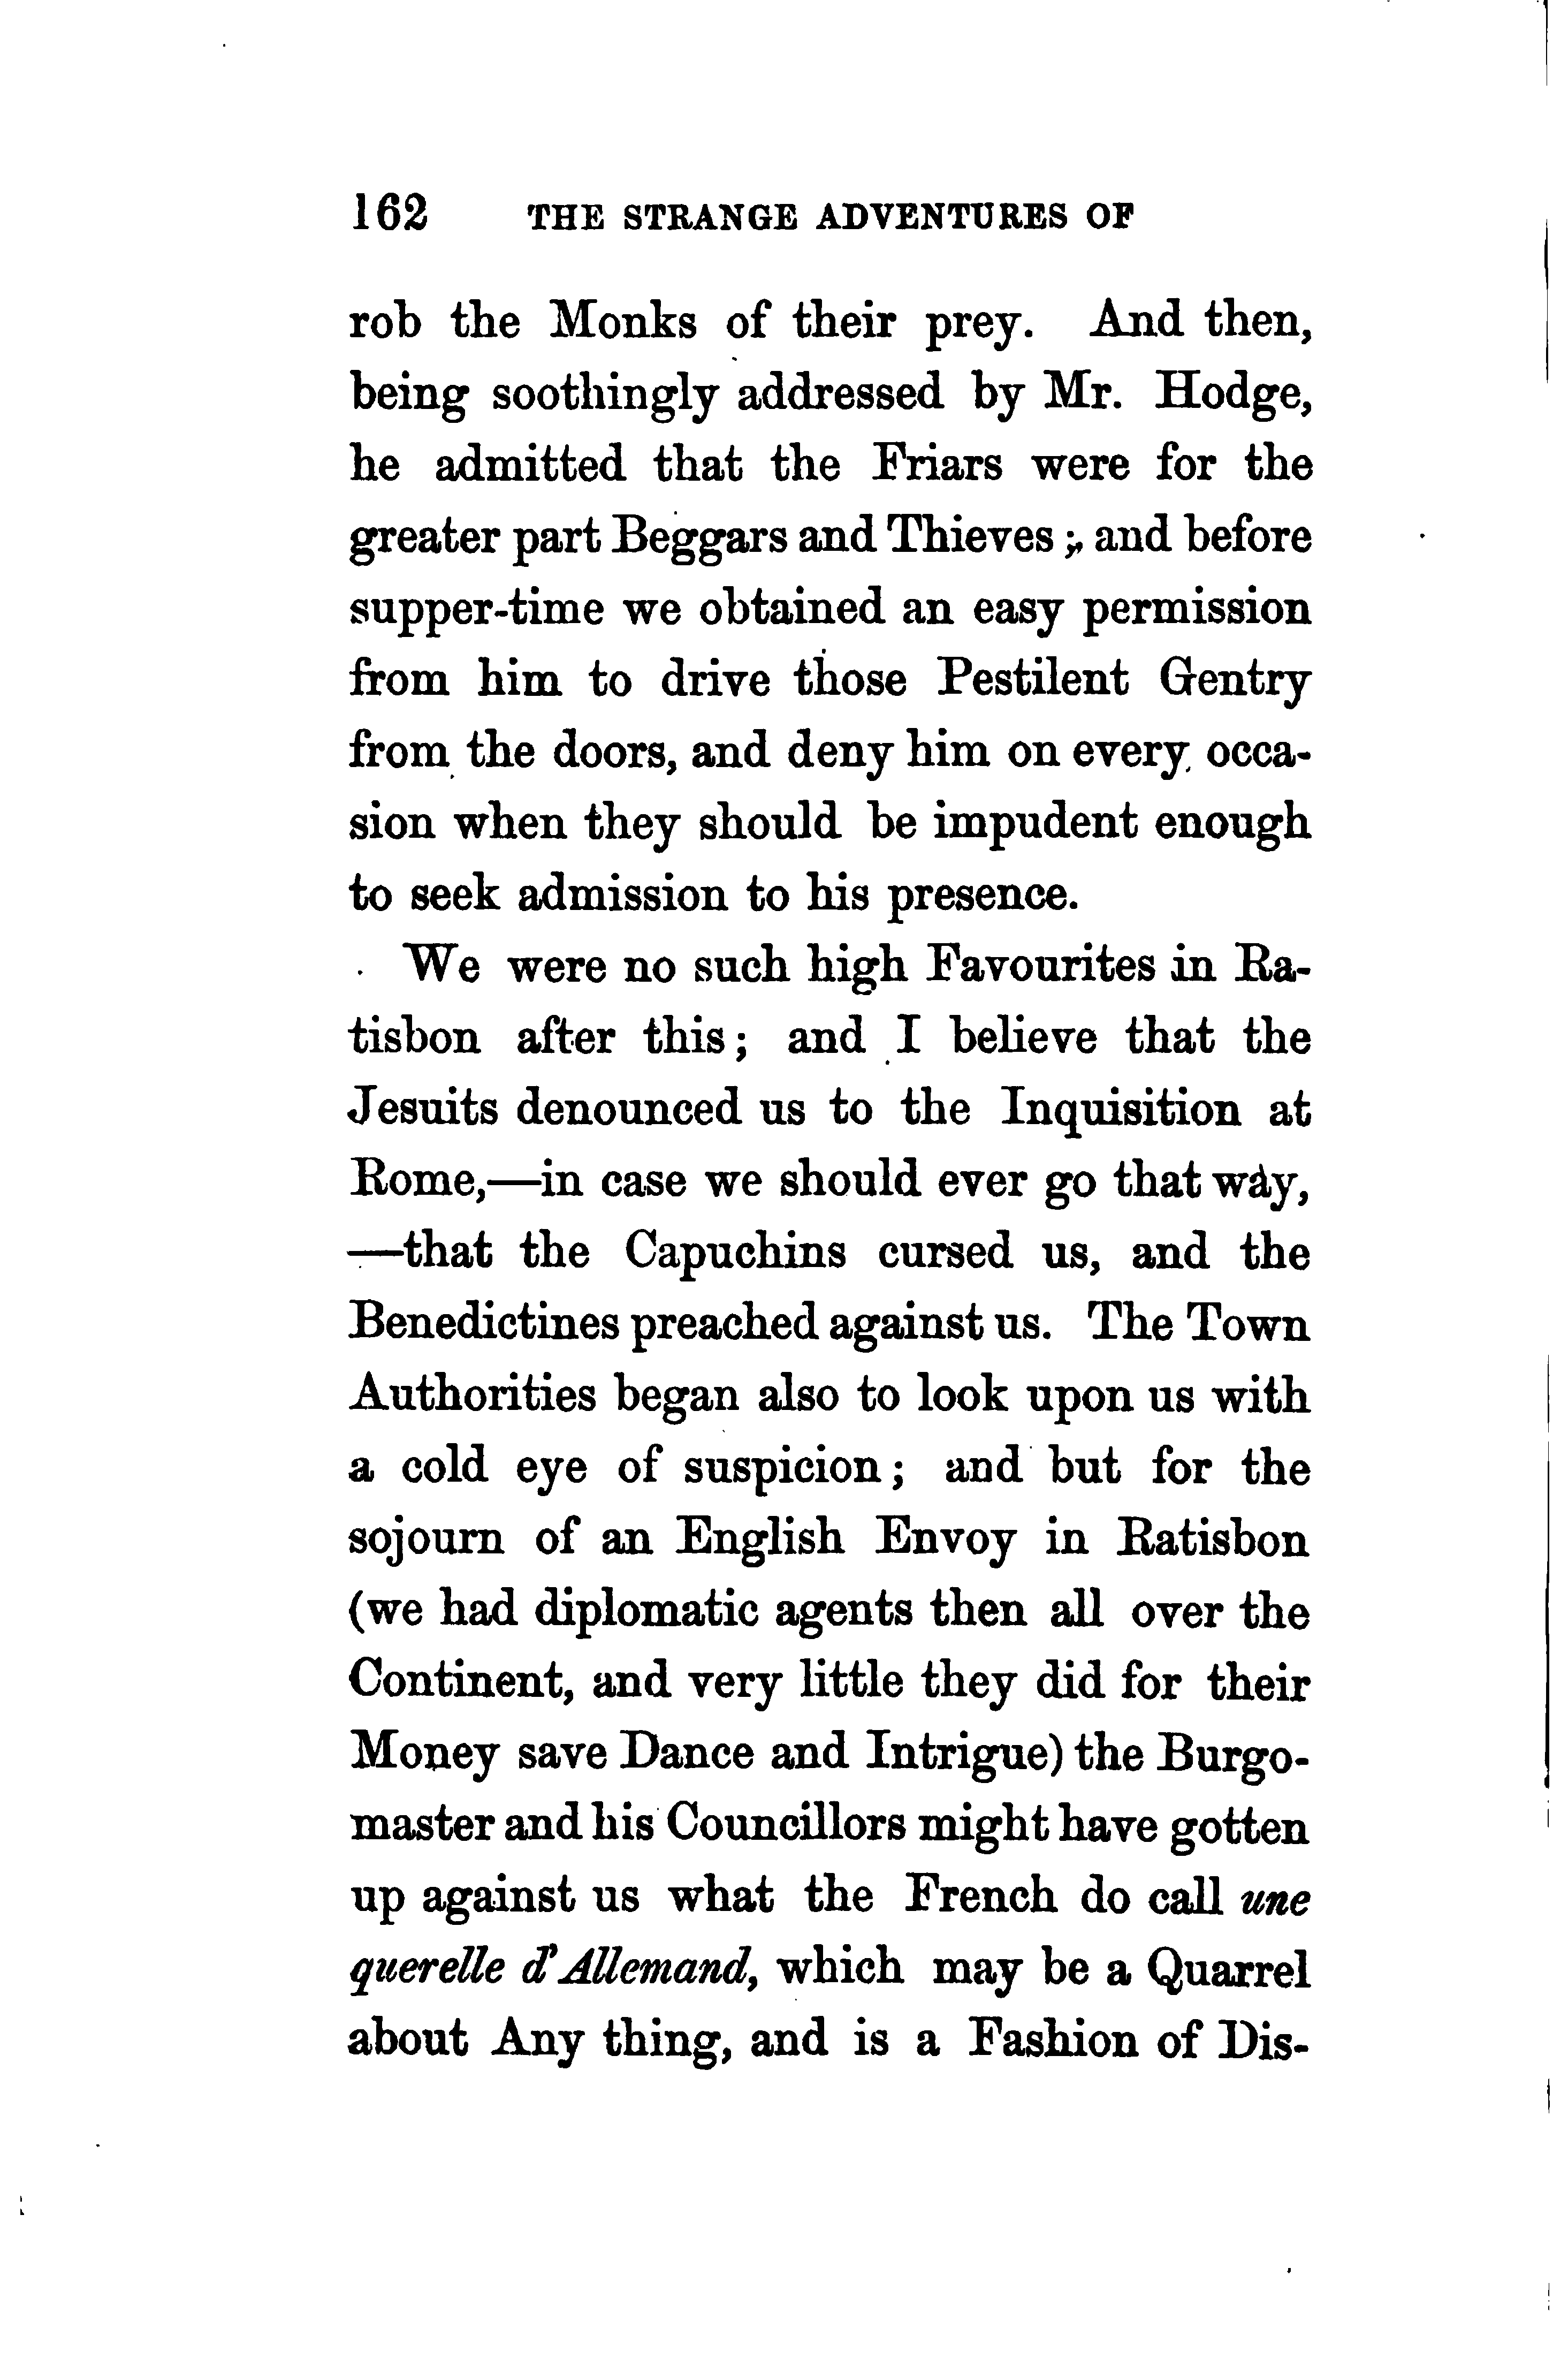 162 THE STRANGE ADVENTURES OF
rob the Monks of their prey. And then,
being soothingly addressed by Mr. Hodge,
he admitted that the Friars were for the
greater part Beggars and Thieves; and before
supper-time we obtained an easy permission
from him to drive those Pestilent Gentry
from the doors, and deny him on every occa-
sion when they should be impudent enough
to seek admission to his presence.
We were no such high Favourites in Ra-
tisbon after this; and I believe that the
Jesuits denounced us to the Inquisition at
Rome,—in case we should ever go that way,
—that the Capuchins cursed us, and the
Benedictines preached against us. The Town
Authorities began also to look upon us with
a cold eye of suspicion; and but for the
sojourn of an English Envoy in Ratisbon
(we had diplomatic agents then all over the
Continent, and very little they did for their
Money save Dance and Intrigue) the Burgo-
master and his Councillors might have gotten
up against us what the French do call une
querelle d'Allemand, which may be a Quarrel
about Any thing, and is a Fashion of Dis-